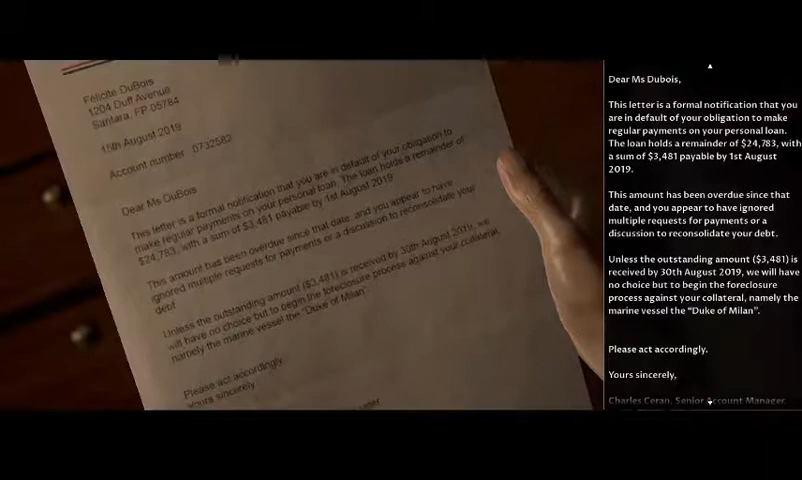 Félicité DuBois
1204 Duff Avenue
Santara, FP 05784
15th August 2019
Account number 0732582
Dear Ms DuBois
This letter is a formal notification that you are in default of your obligation to
make regular payments on your personal loan. The loan holds a remainder of
$24,783, with a sum of $3,481 payable by 1st August 2019
This amount has been overdue since that date, and you appear to have
ignored multiple requests for payments or a discussion to reconsolidate your
debt
Unless the outstanding amount ($3,481) is received by 30th August 2019, we
will have no choice but to begin the foreclosure process against your collateral,
namely the marine vessel the "Duke of Milan"
Please act accordingly.
Yours sincerely
Dear Ms Dubois,
This letter is a formal notification that you
are in default of your obligation to make
regular payments on your personal loan.
The loan holds a remainder of $24,783, with
a sum of $3,481 payable by 1st August
2019.
This amount has been overdue since that
date, and you appear to have ignored
multiple requests for payments or a
discussion to reconsolidate your debt.
Unless the outstanding amount ($3,481) is
received by 30th August 2019, we will have
no choice but to begin the foreclosure
process against your collateral, namely the
marine vessel the “Duke of Milan”.
Please act accordingly.
Yours sincerely,
Charles Ceran, Senior Account Manager.